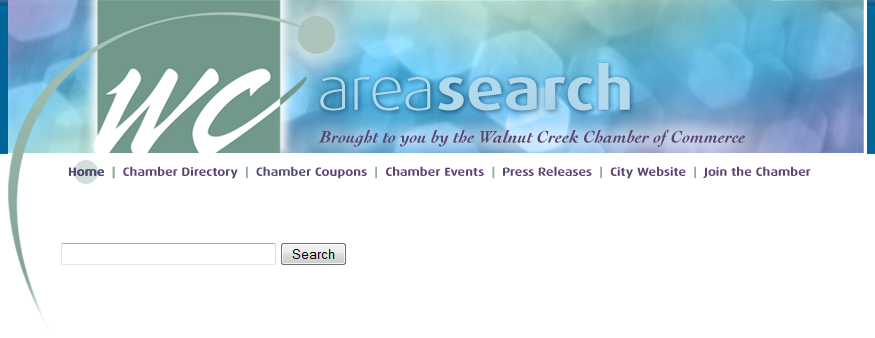 WC
areasearch
Brought to you by the Walnut Creek Chamber of Commerce
Home | Chamber Directory | Chamber Coupons | Chamber Events | Press Releases | City Website | Join the Chamber
Search